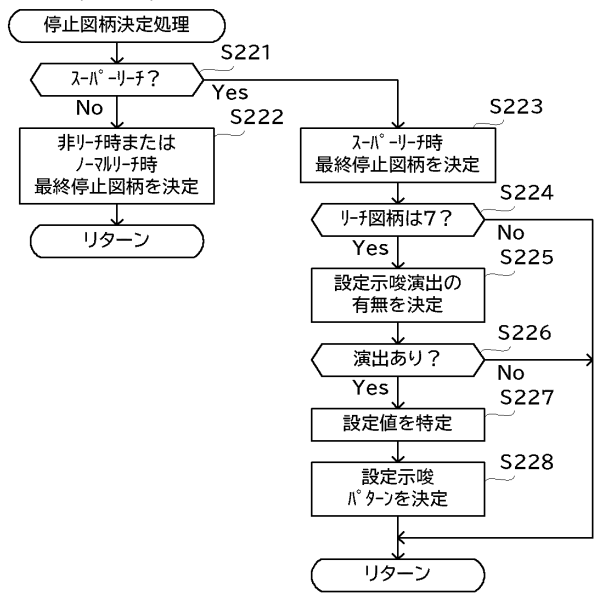 停止図柄決定処理
S221
ｽｰﾊﾟｰﾘｰﾁ？
Yes
No
S222
非ﾘｰﾁ時または
ﾉｰﾏﾙﾘｰﾁ時
最終停止図柄を決定
リターン
S223
ｽｰﾊﾟｰﾘｰﾁ時
最終停止図柄を決定
S224
ﾘｰﾁ図柄は7？
No
Yes
S225
設定示唆演出の
有無を決定
S226
演出あり？
No
Yes
S227
設定値を特定
S228
設定示唆
ﾊﾟﾀｰﾝを決定
リターン